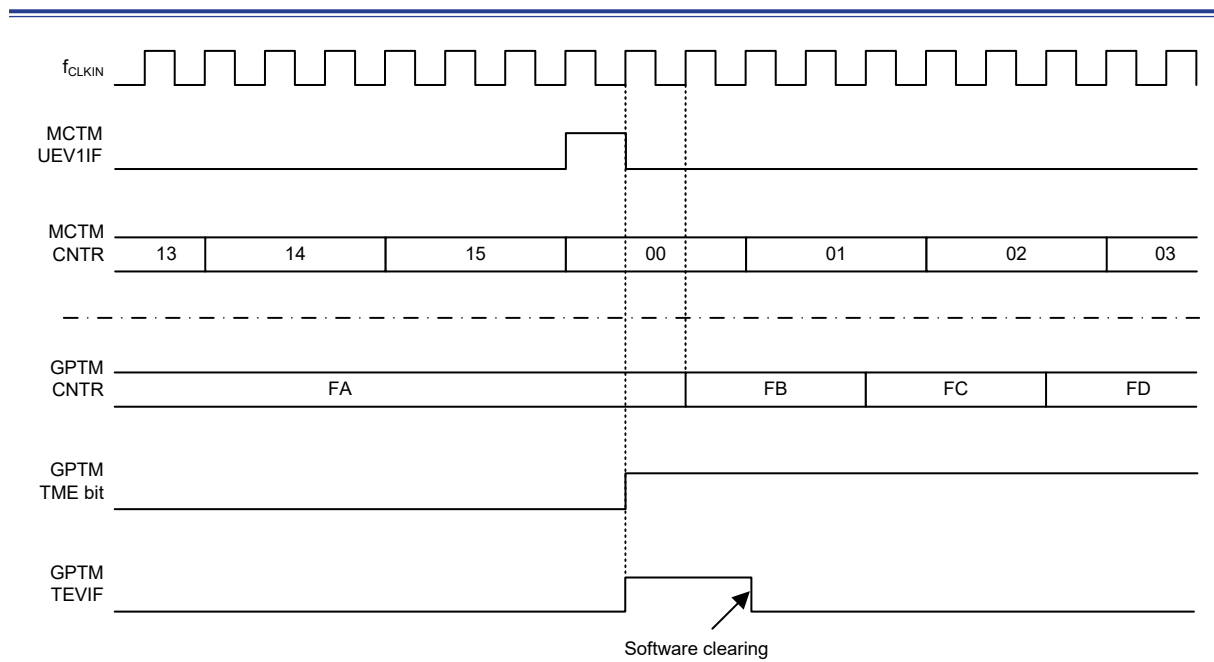 fCLKIN
MCTM
UEV1IF
MCTM
CNTR
13 14 15 00 01 02 03
GPTM
CNTR
FA FB FC FD
GPTM
TME bit
GPTM
TEVIF
Software clearing